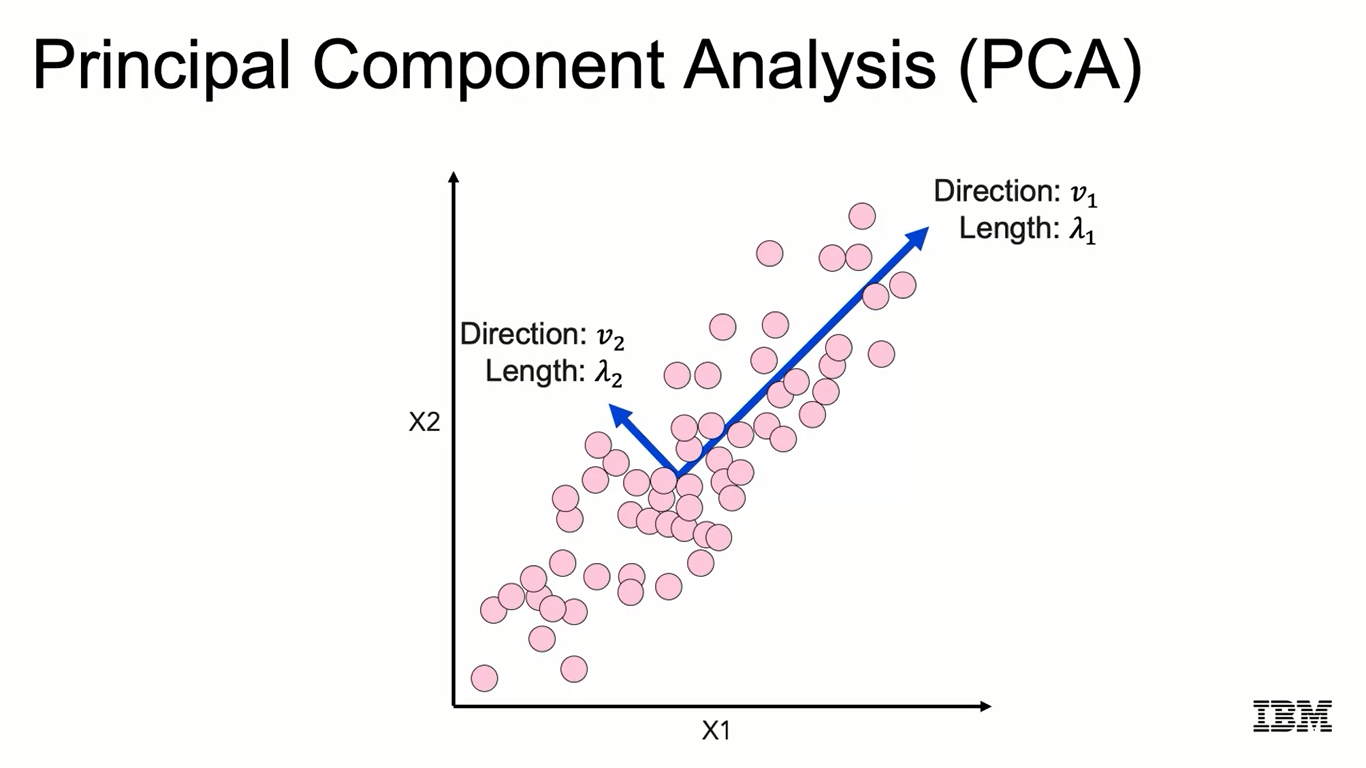 Principal Component Analysis (PCA)
Direction: v₁
Length: λ₁
Direction: v₂
Length: λ₂
X2
X1
IBM